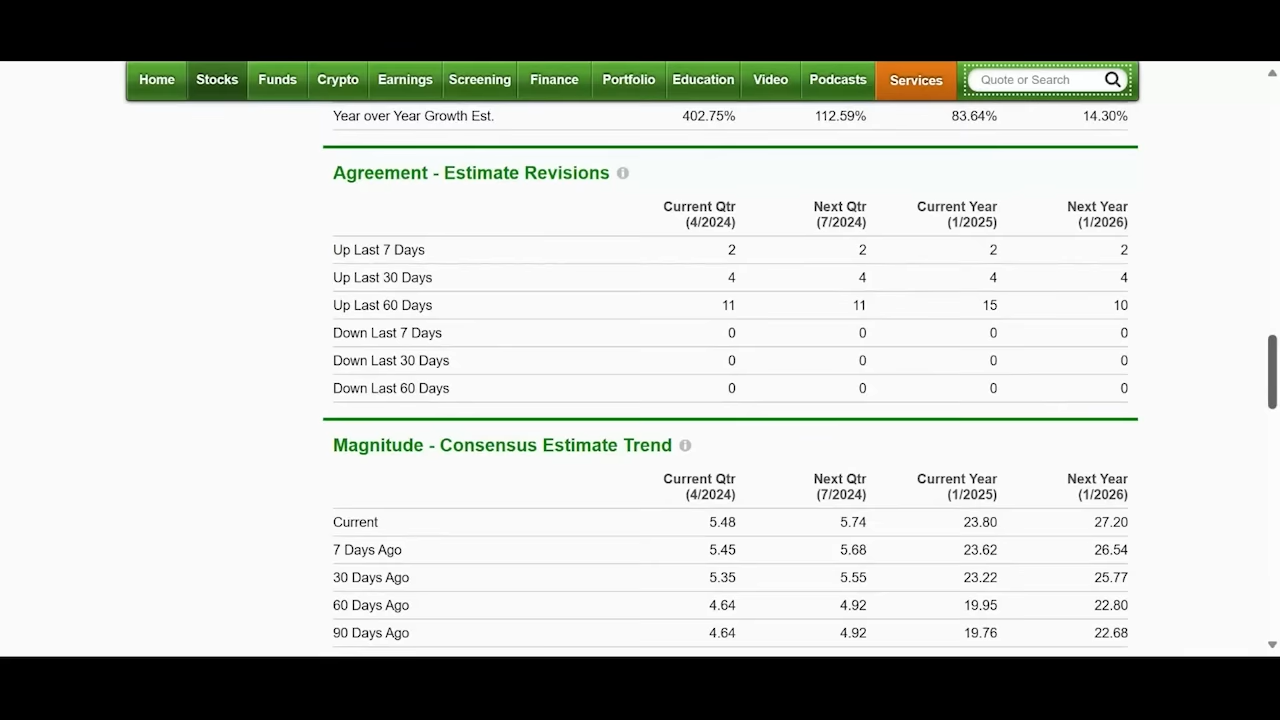 Home Stocks Funds Crypto Earnings Screening Finance Portfolio Education Video Podcasts Services Quote or Search
Year over Year Growth Est. 402.75% 112.59% 83.64% 14.30%
Agreement - Estimate Revisions
Current Qtr Next Qtr Current Year Next Year
(4/2024) (7/2024) (1/2025) (1/2026)
Up Last 7 Days 2 2 2 2
Up Last 30 Days 4 4 4 4
Up Last 60 Days 11 11 15 10
Down Last 7 Days 0 0 0 0
Down Last 30 Days 0 0 0 0
Down Last 60 Days 0 0 0 0
Magnitude - Consensus Estimate Trend
Current Qtr Next Qtr Current Year Next Year
(4/2024) (7/2024) (1/2025) (1/2026)
Current 5.48 5.74 23.80 27.20
7 Days Ago 5.45 5.68 23.62 26.54
30 Days Ago 5.35 5.55 23.22 25.77
60 Days Ago 4.64 4.92 19.95 22.80
90 Days Ago 4.64 4.92 19.76 22.68